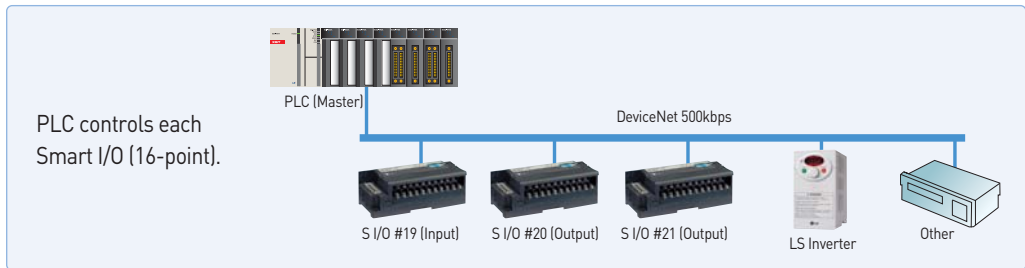 PLC (Master)
DeviceNet 500kbps
PLC controls each
Smart I/O (16-point).
S I/O #19 (Input)
S I/O #20 (Output)
S I/O #21 (Output)
LS Inverter
Other